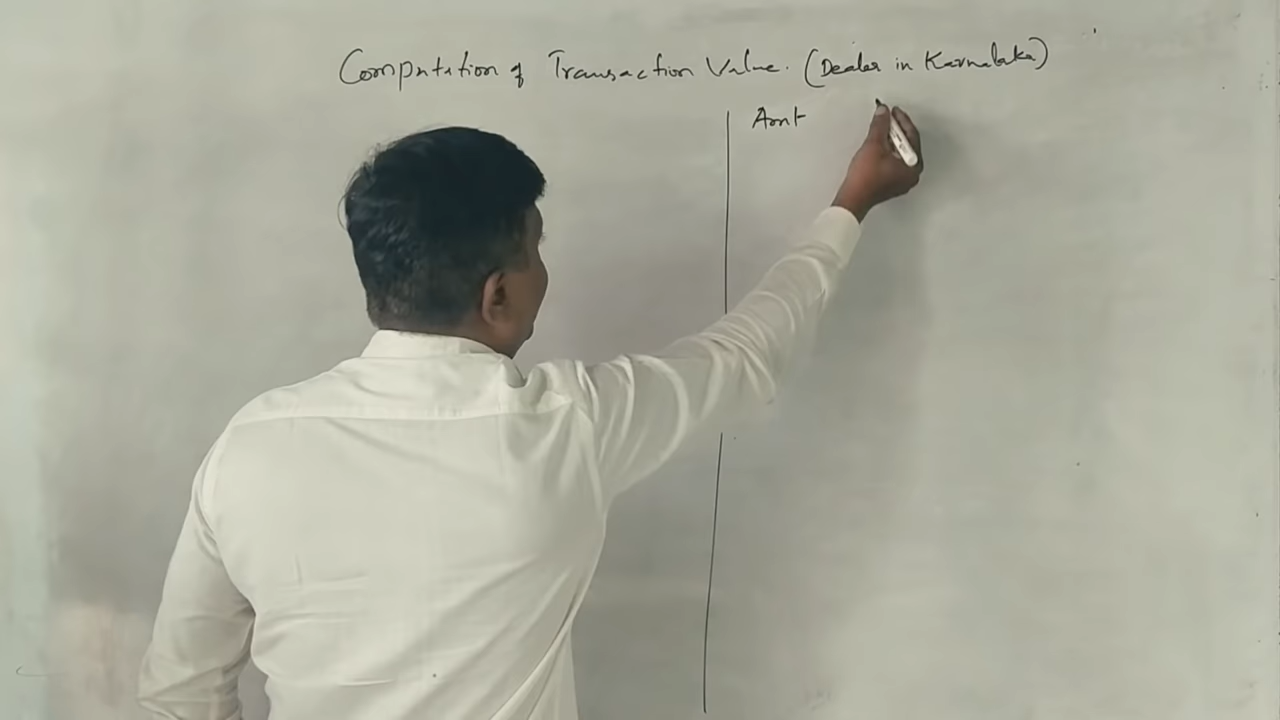 Computation of Transaction Value. (Dealer in Karnataka)
Amt